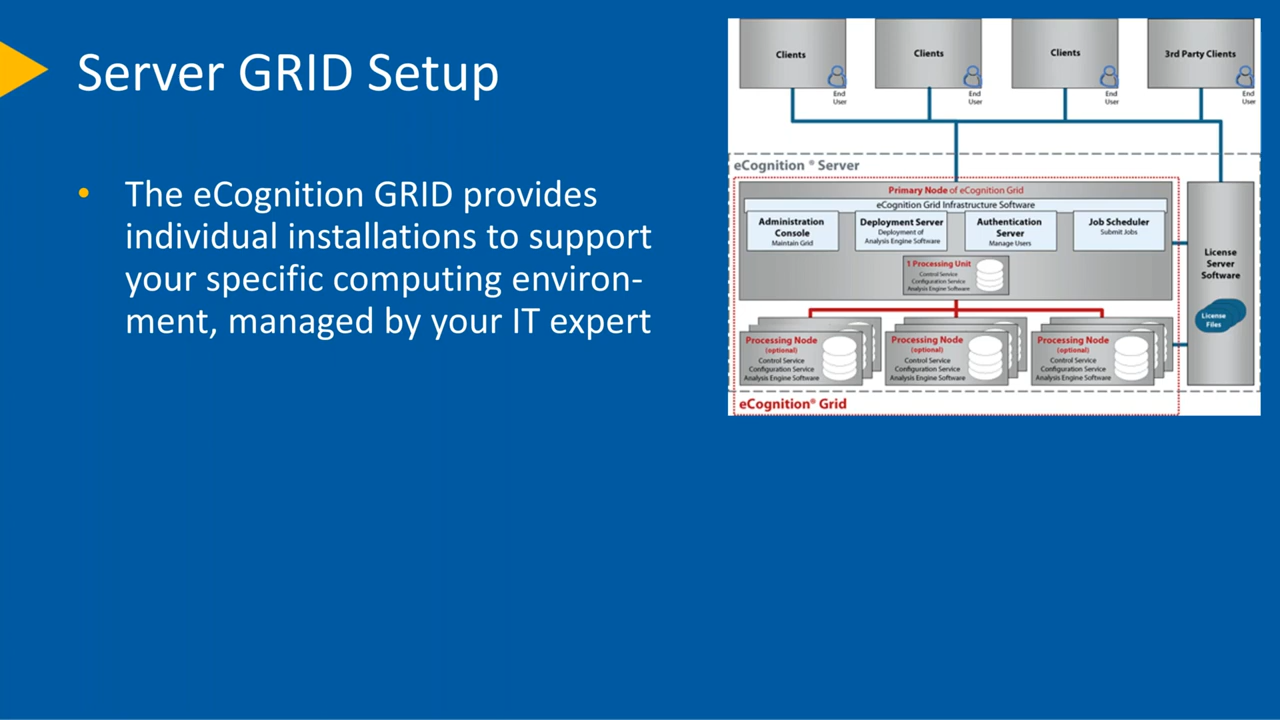 Server GRID Setup
• The eCognition GRID provides
individual installations to support
your specific computing environ-
ment, managed by your IT expert
Clients
End
User
Clients
End
User
Clients
End
User
3rd Party Clients
End
User
eCognition ® Server
Primary Node of eCognition Grid
eCognition Grid Infrastructure Software
Administration
Console
Maintain Grid
Deployment Server
Deployment of
Analysis Engine Software
Authentication
Server
Manage Users
Job Scheduler
Submit Jobs
1 Processing Unit
Control Service
Configuration Service
Analysis Engine Software
License
Server
Software
License
Files
Processing Node
(optional)
Control Service
Configuration Service
Analysis Engine Software
Processing Node
(optional)
Control Service
Configuration Service
Analysis Engine Software
Processing Node
(optional)
Control Service
Configuration Service
Analysis Engine Software
eCognition® Grid